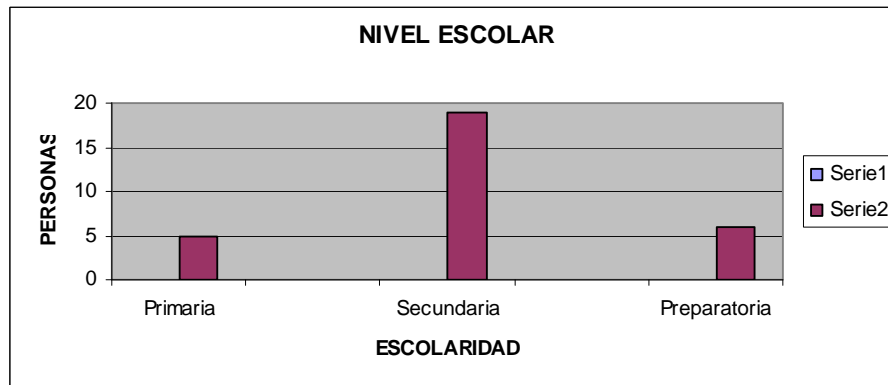 NIVEL ESCOLAR
20
15
10
5
0
PERSONAS
Primaria
Secundaria
Preparatoria
ESCOLARIDAD
Serie1
Serie2